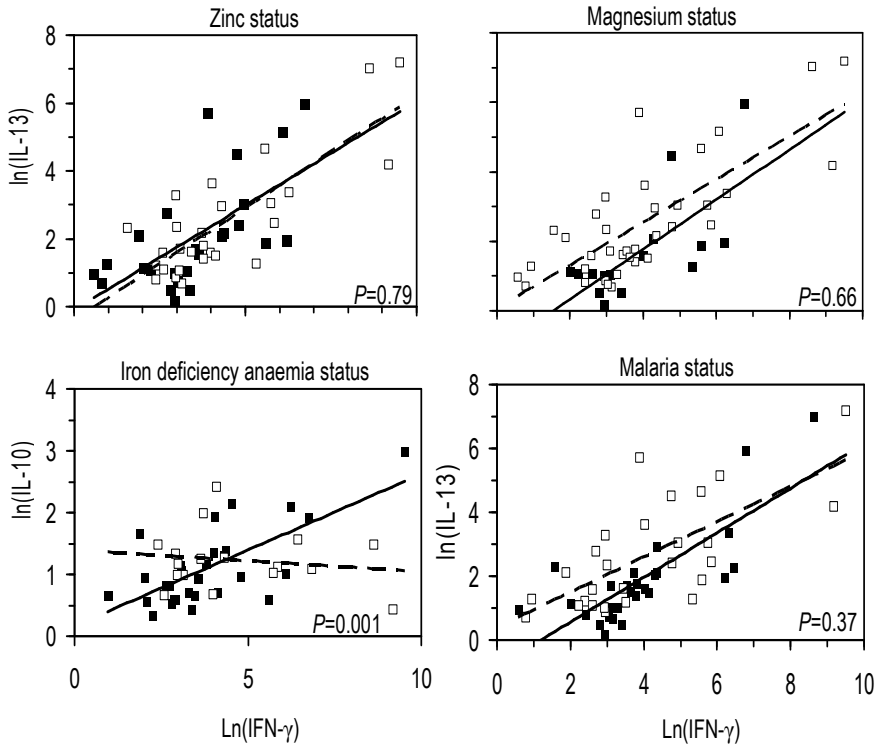 Zinc status
Magnesium status
8
6
4
2
0
ln(IL-13)
P=0.79
P=0.66
Iron deficiency anaemia status
Malaria status
4
3
2
1
0
ln(IL-10)
P=0.001
0
5
10
Ln(IFN-γ)
8
6
4
2
0
ln(IL-13)
P=0.37
0
2
4
6
8
10
Ln(IFN-γ)